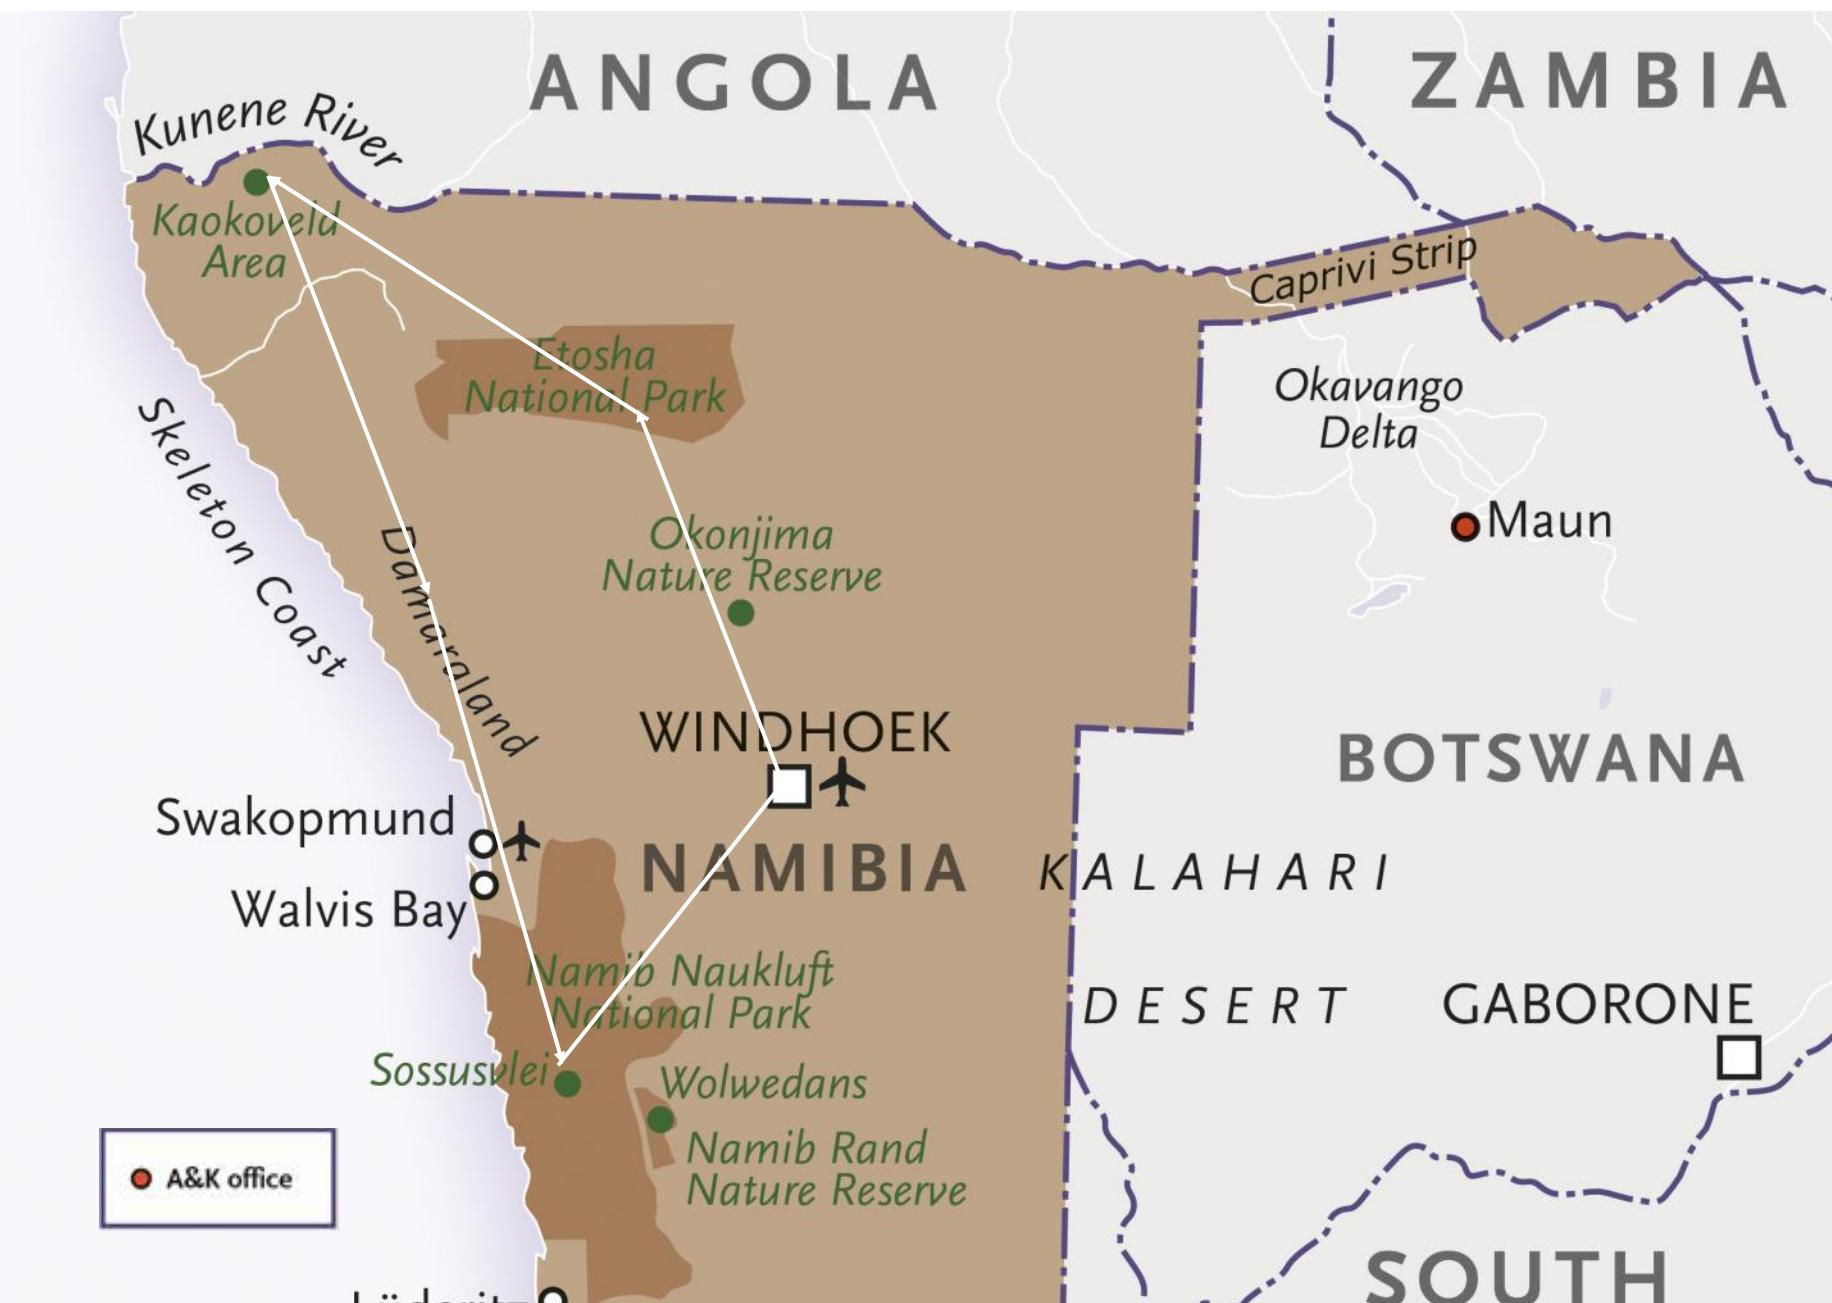 ANGOLA
ZAMBIA
Kunene River
Kaokoveld
Area
Caprivi Strip
Etosha
National Park
Okavango
Delta
Skeleton Coast
Maun
Damaraland
Okonjima
Nature Reserve
WINDHOEK
BOTSWANA
Swakopmund
NAMIBIA
KALAHARI
Walvis Bay
Namib Naukluft
National Park
DESERT
GABORONE
Sossusvlei
Wolwedans
Namib Rand
Nature Reserve
A&K office
SOUTH
Lüderitz